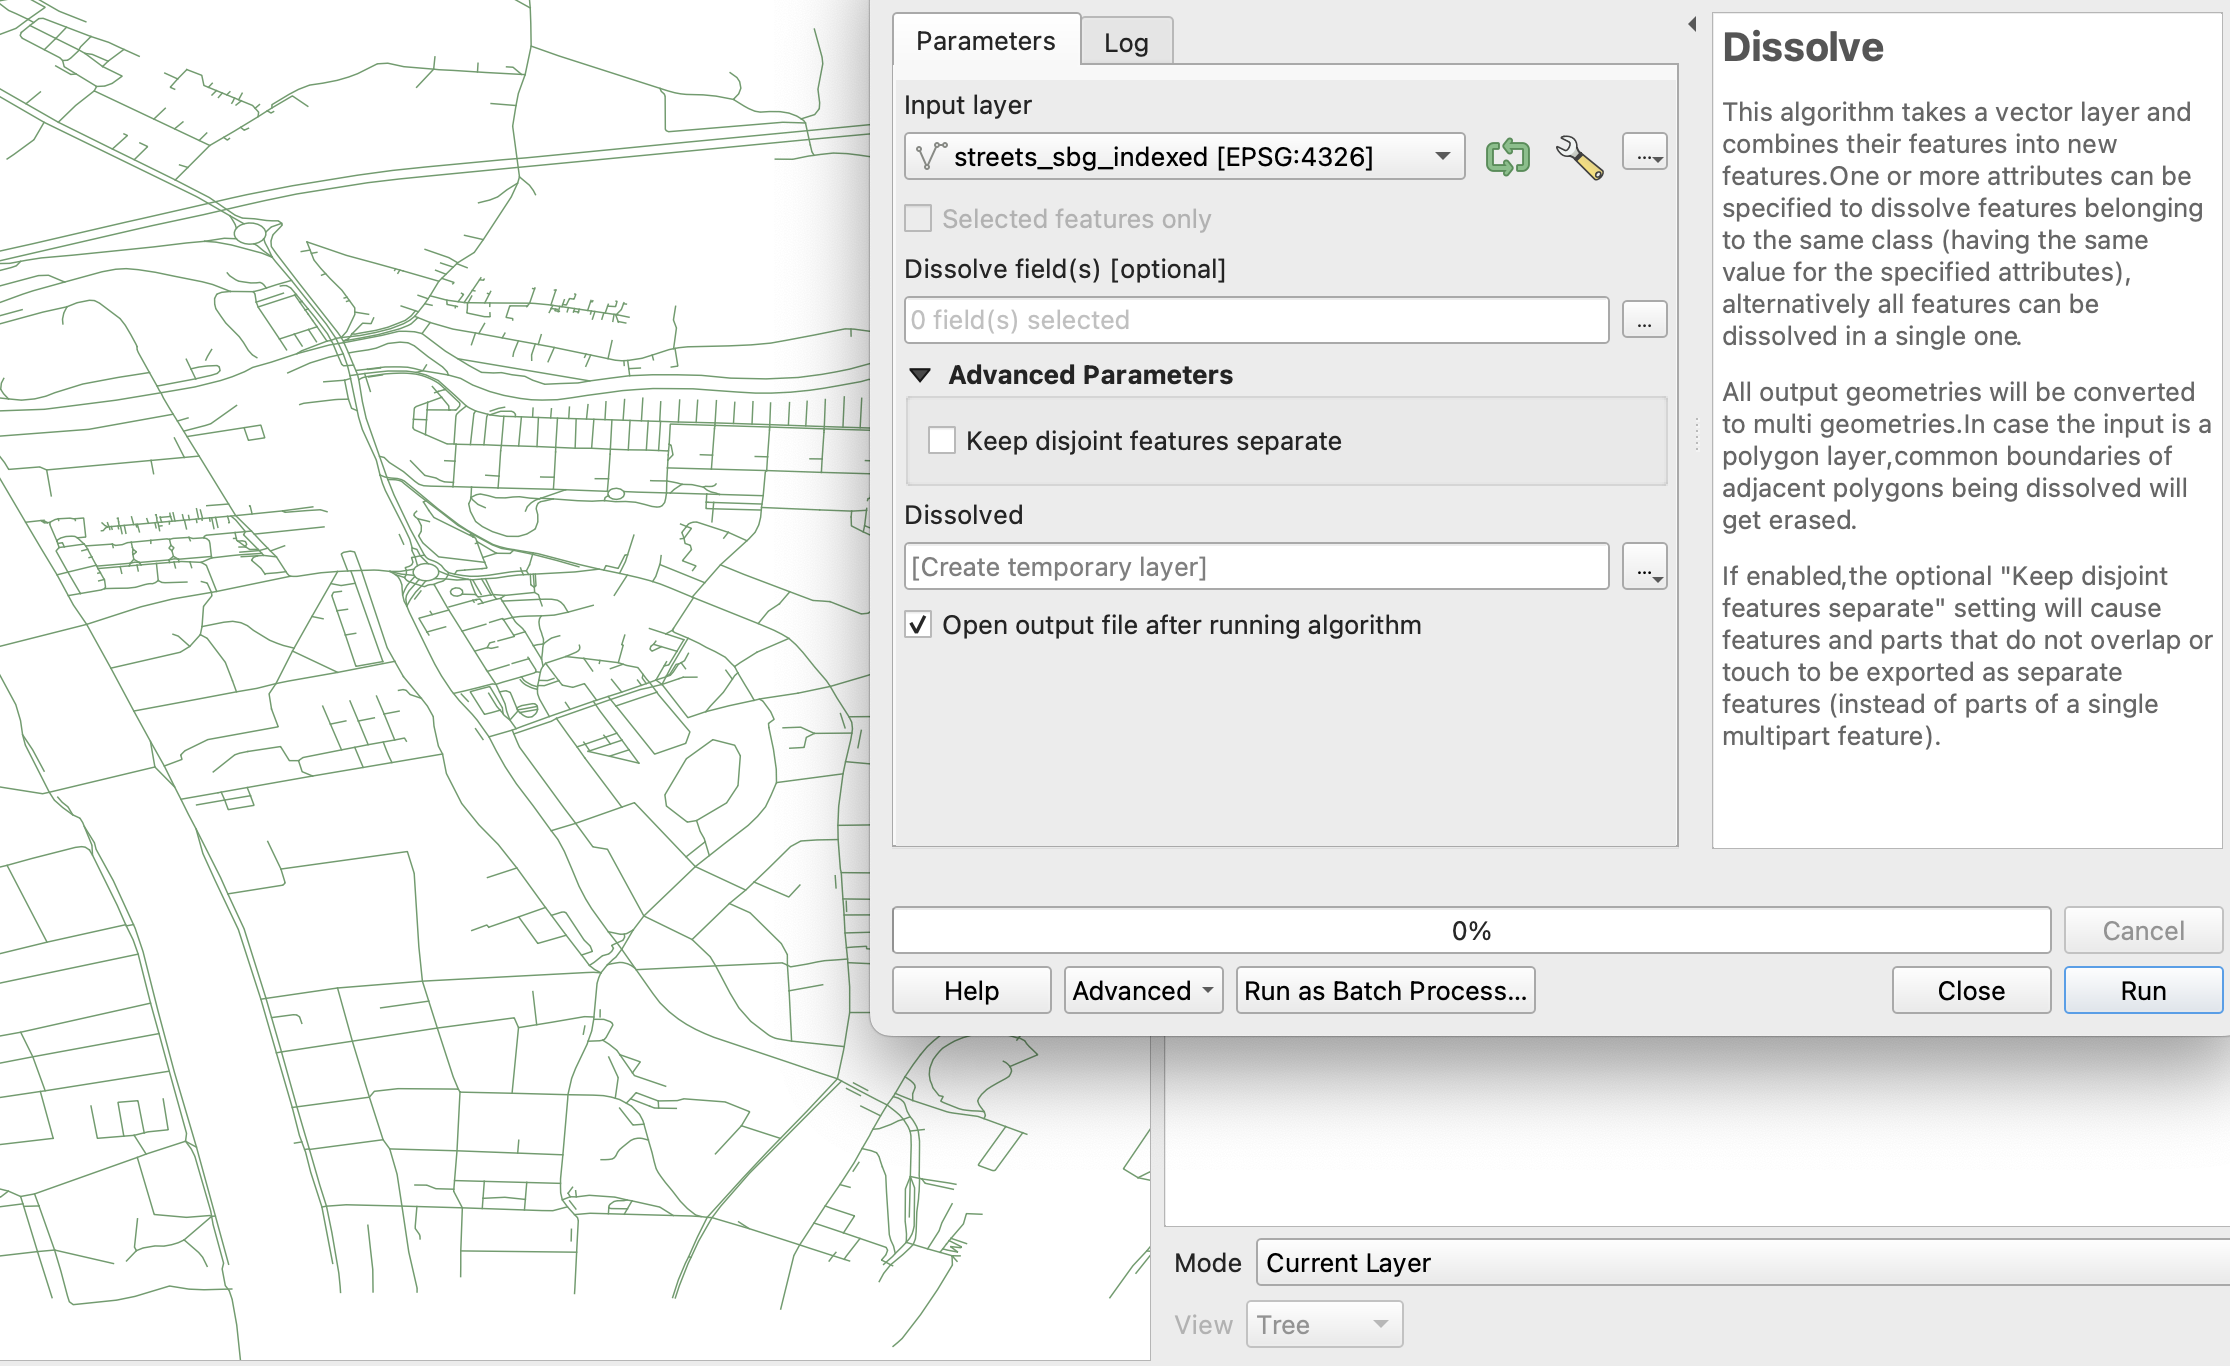 Parameters
Log
Input layer
streets_sbg_indexed [EPSG:4326]
...
Selected features only
Dissolve field(s) [optional]
0 field(s) selected
...
Advanced Parameters
Keep disjoint features separate
Dissolved
[Create temporary layer]
...
Open output file after running algorithm
Dissolve
This algorithm takes a vector layer and
combines their features into new
features.One or more attributes can be
specified to dissolve features belonging
to the same class (having the same
value for the specified attributes),
alternatively all features can be
dissolved in a single one.
All output geometries will be converted
to multi geometries.In case the input is a
polygon layer,common boundaries of
adjacent polygons being dissolved will
get erased.
If enabled,the optional "Keep disjoint
features separate" setting will cause
features and parts that do not overlap or
touch to be exported as separate
features (instead of parts of a single
multipart feature).
0%
Cancel
Help
Advanced
Run as Batch Process...
Close
Run
Mode
Current Layer
View
Tree